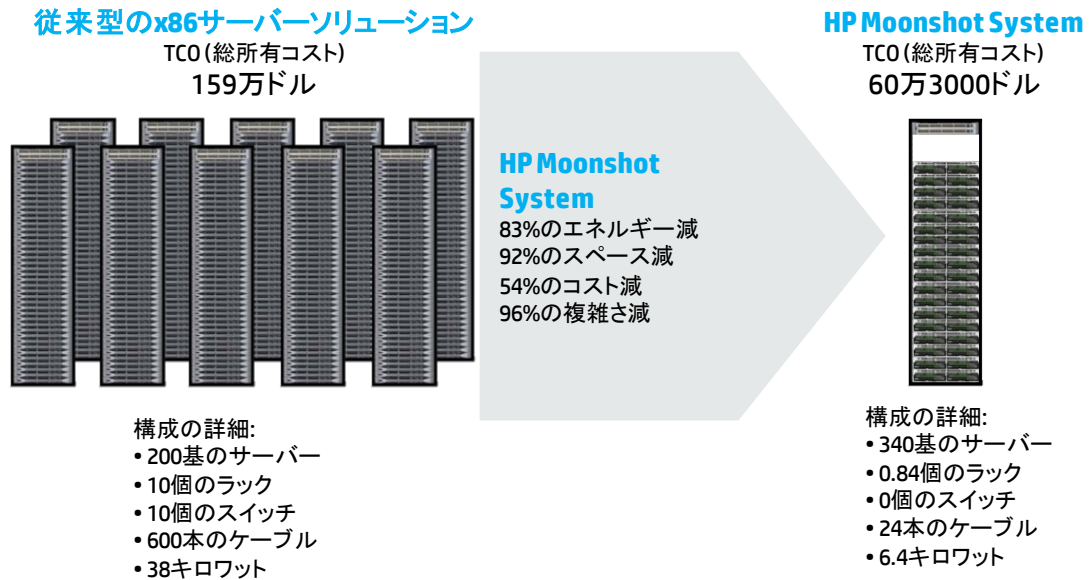 従来型のx86サーバーソリューション
TCO(総所有コスト)
159万ドル
HP Moonshot System
TCO(総所有コスト)
60万3000ドル
HP Moonshot
System
83%のエネルギー減
92%のスペース減
54%のコスト減
96%の複雑さ減
構成の詳細:
• 200基のサーバー
• 10個のラック
• 10個のスイッチ
• 600本のケーブル
• 38キロワット
構成の詳細:
• 340基のサーバー
• 0.84個のラック
• 0個のスイッチ
• 24本のケーブル
• 6.4キロワット